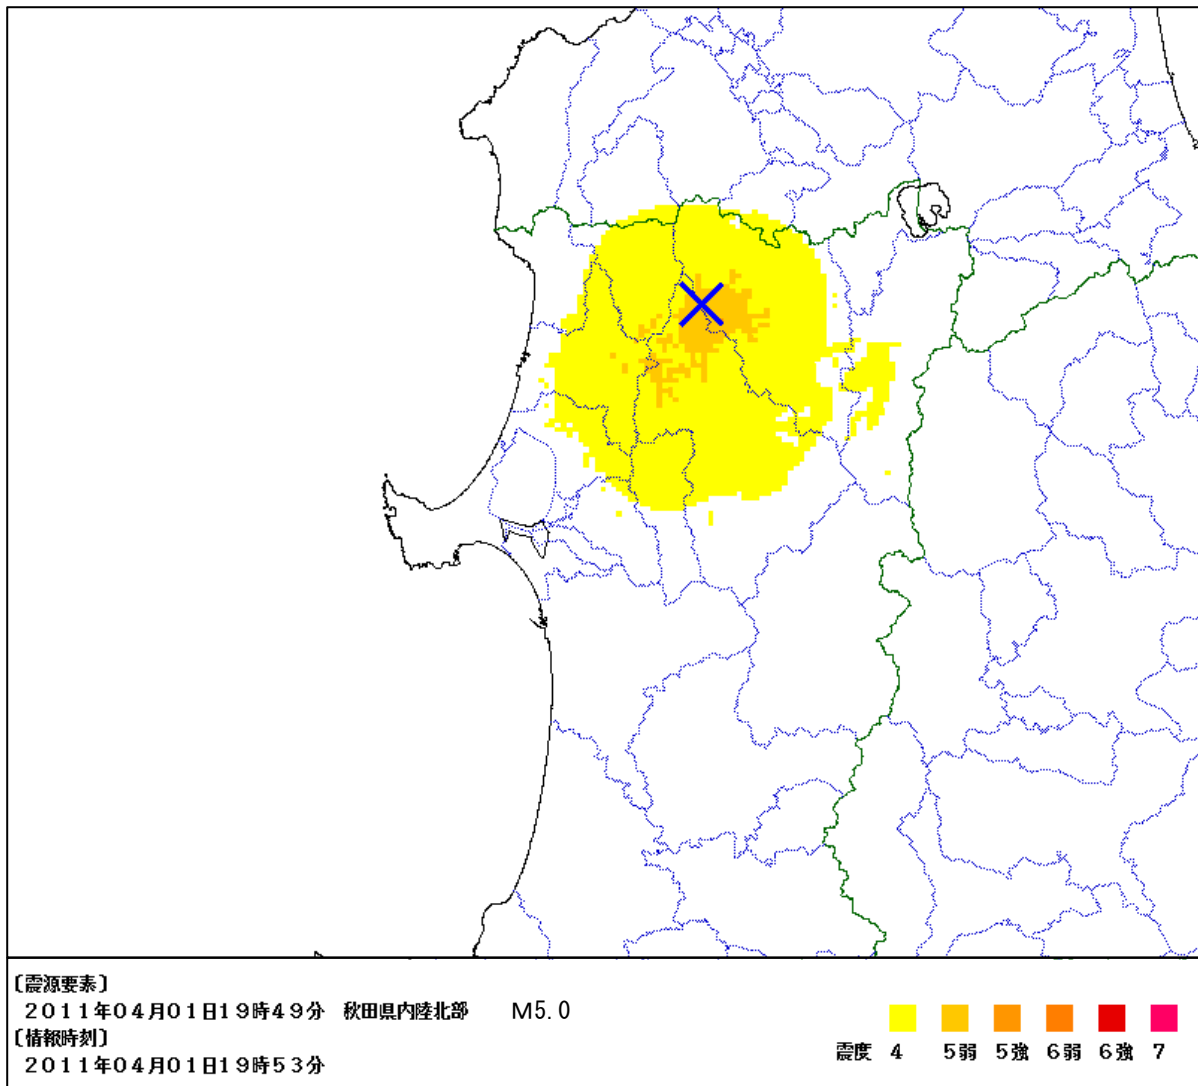 ［震源要素］
２０１１年０４月０１日１９時４９分 秋田県内陸北部 M5.0
［情報時刻］
２０１１年０４月０１日１９時５３分
震度 4 5弱 5強 6弱 6強 7